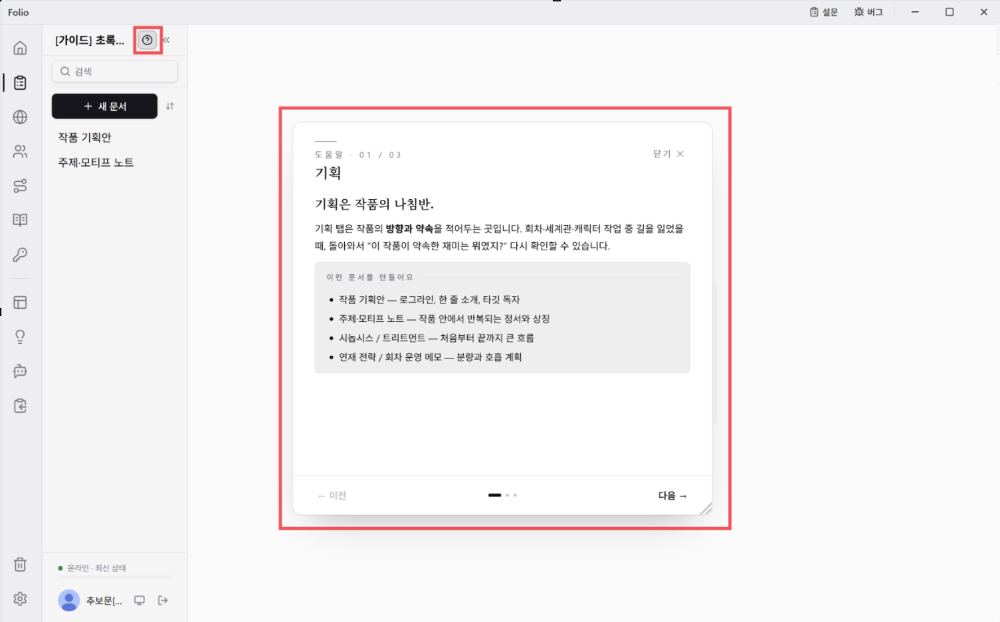 Folio
설문
버그
[가이드] 초록...
검색
+ 새 문서
작품 기획안
주제·모티프 노트
도움말 · 01 / 03
닫기 ×
기획
기획은 작품의 나침반.
기획 탭은 작품의 방향과 약속을 적어두는 곳입니다. 회차·세계관·캐릭터 작업 중 길을 잃었을
때, 돌아와서 "이 작품이 약속한 재미는 뭐였지?" 다시 확인할 수 있습니다.
이런 문서를 만들어요
• 작품 기획안 — 로그라인, 한 줄 소개, 타깃 독자
• 주제·모티프 노트 — 작품 안에서 반복되는 정서와 상징
• 시놉시스 / 트리트먼트 — 처음부터 끝까지 큰 흐름
• 연재 전략 / 회차 운영 메모 — 분량과 호흡 계획
← 이전
다음 →
온라인 · 최신 상태
추보문[...